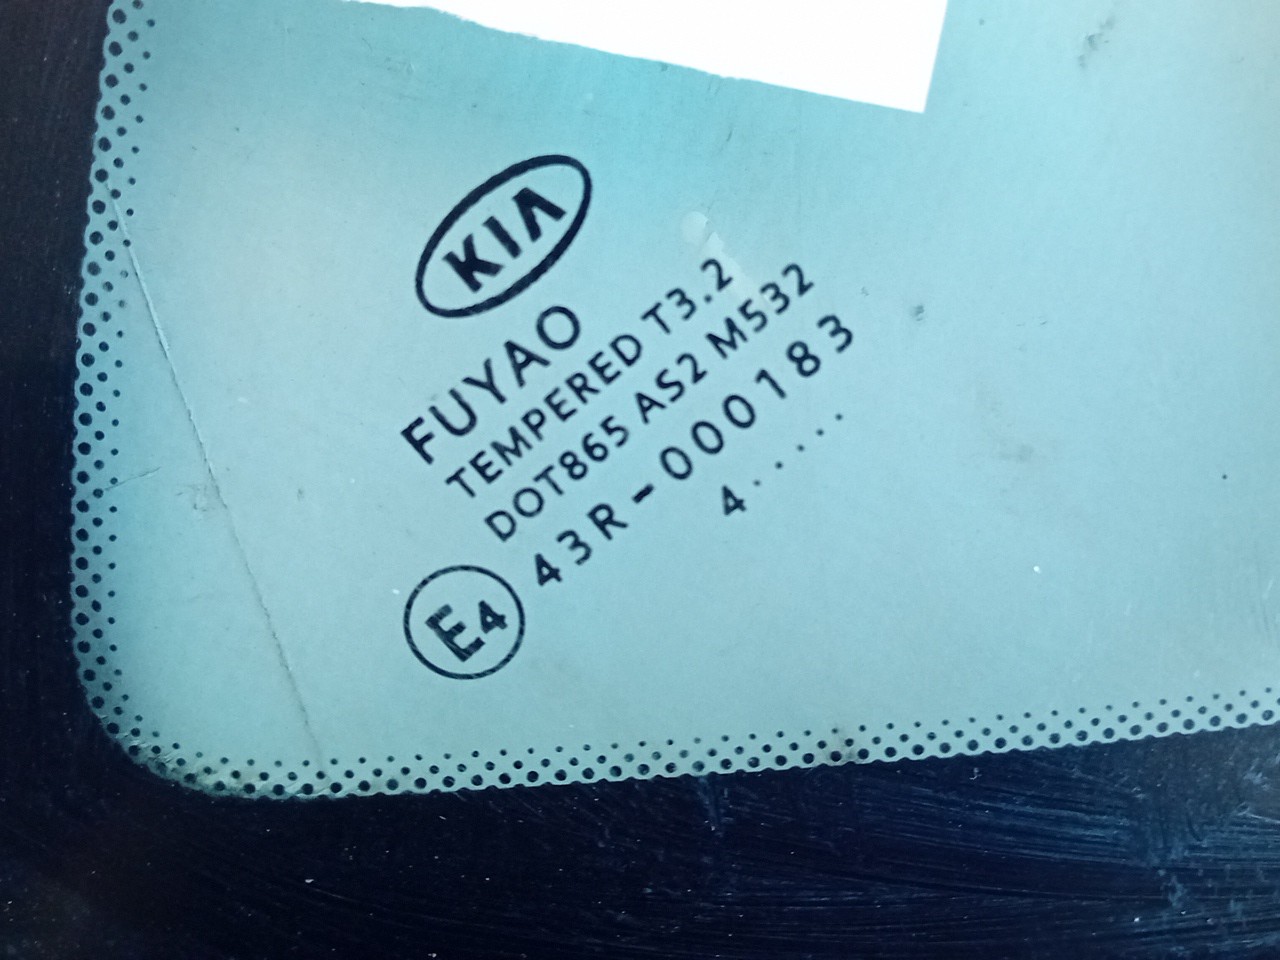 KIA
FUYAO
TEMPERED T3.2
DOT865 AS2 M532
43R-000183
4.....
E4